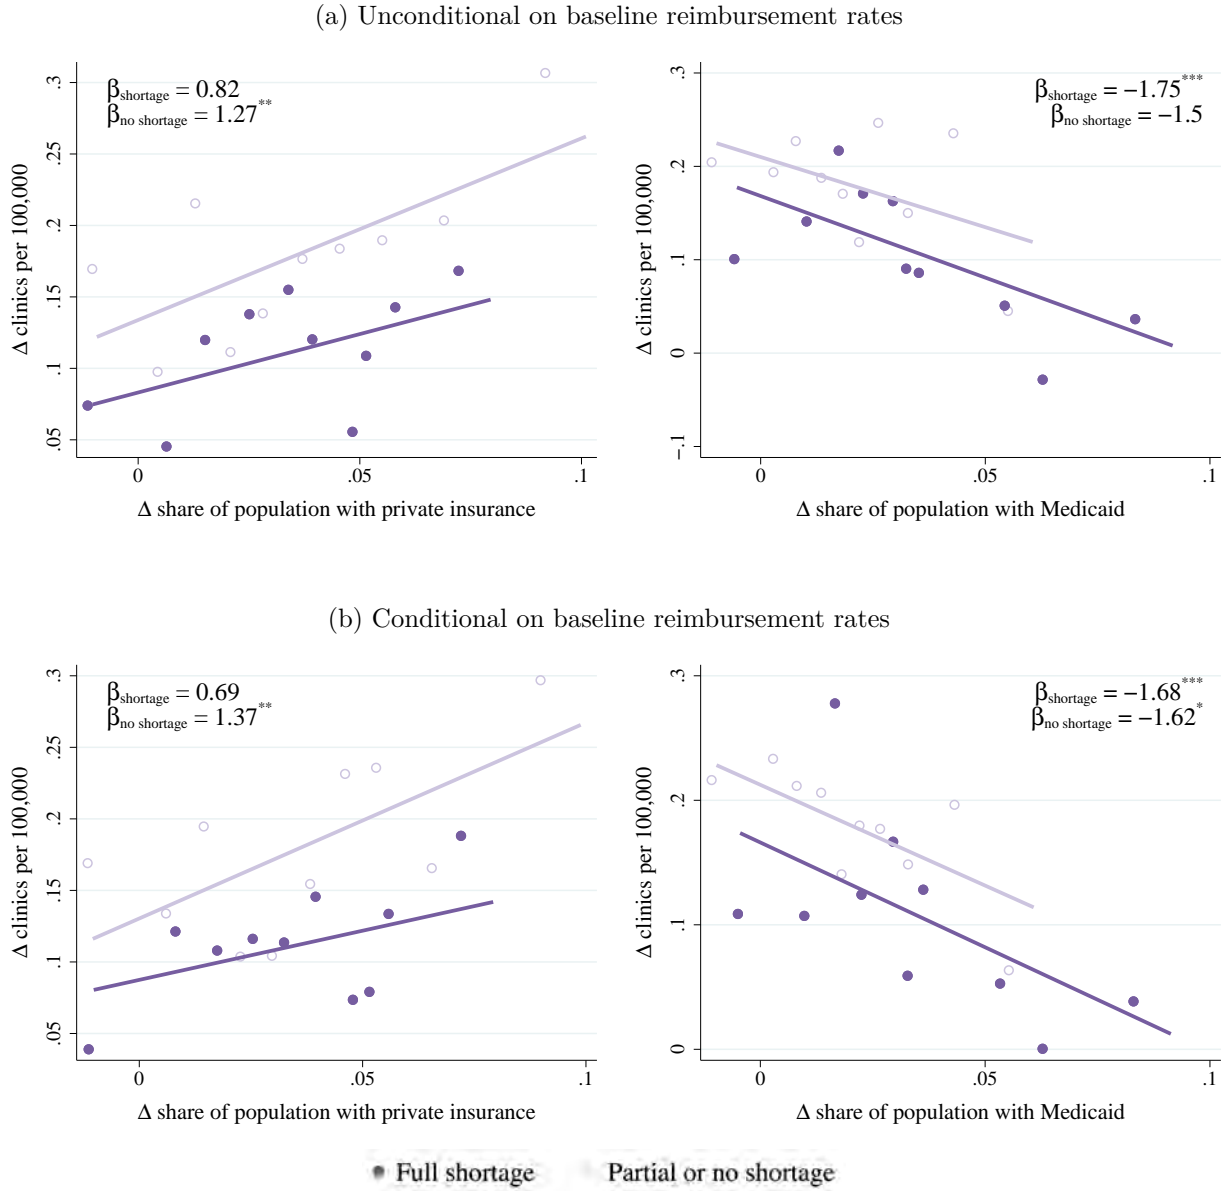 (a) Unconditional on baseline reimbursement rates
βshortage = 0.82
βno shortage = 1.27**
Δ clinics per 100,000
.3
.25
.2
.15
.1
.05
0
.05
.1
Δ share of population with private insurance
βshortage = −1.75***
βno shortage = −1.5
Δ clinics per 100,000
.3
.2
.1
0
−.1
0
.05
.1
Δ share of population with Medicaid
(b) Conditional on baseline reimbursement rates
βshortage = 0.69
βno shortage = 1.37**
Δ clinics per 100,000
.3
.25
.2
.15
.1
.05
0
.05
.1
Δ share of population with private insurance
βshortage = −1.68***
βno shortage = −1.62*
Δ clinics per 100,000
.3
.2
.1
0
0
.05
.1
Δ share of population with Medicaid
Full shortage
Partial or no shortage